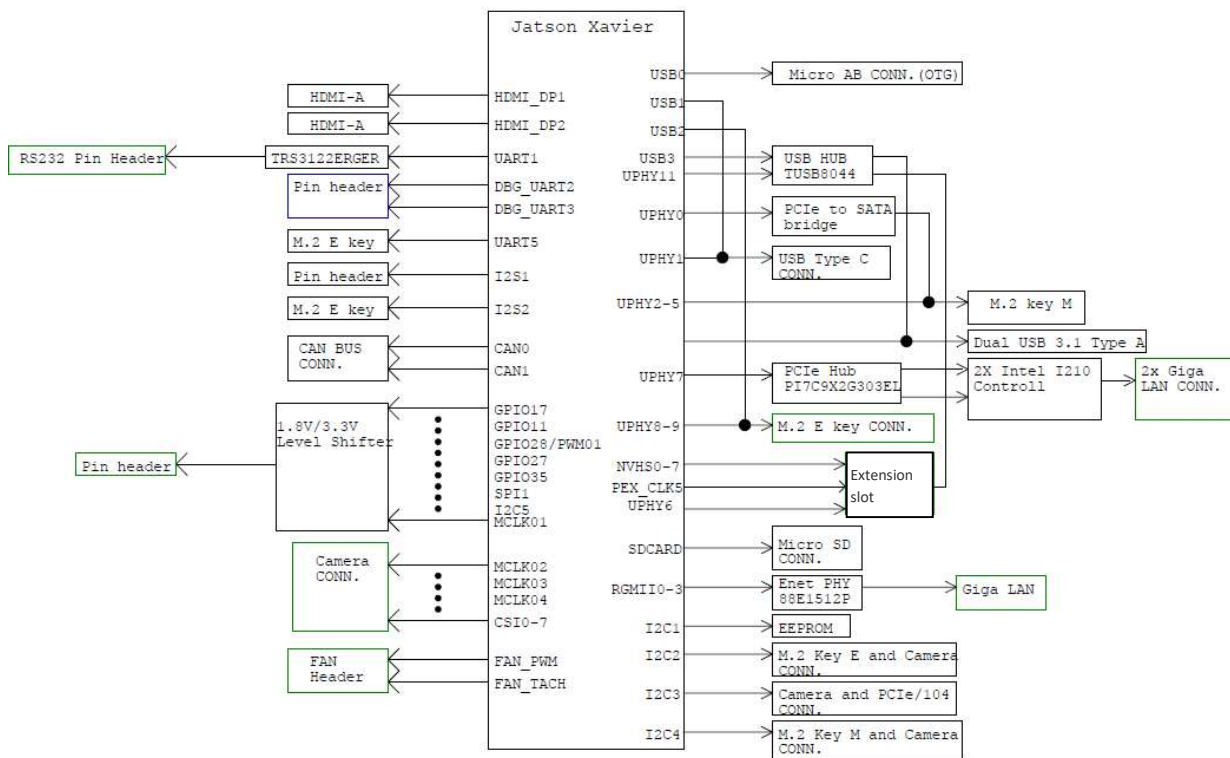 Jatson Xavier
HDMI-A
HDMI-A
RS232 Pin Header
TRS3122ERGER
Pin header
M.2 E key
Pin header
M.2 E key
CAN BUS
CONN.
1.8V/3.3V
Level Shifter
Pin header
Camera
CONN.
FAN
Header
HDMI_DP1
HDMI_DP2
UART1
DBG_UART2
DBG_UART3
UART5
I2S1
I2S2
CAN0
CAN1
GPIO17
GPIO11
GPIO28/PWM01
GPIO27
GPIO35
SPI1
I2C5
MCLK01
MCLK02
MCLK03
MCLK04
CSI0-7
FAN_PWM
FAN_TACH
USB0
USB1
USB2
USB3
UPHY11
UPHY0
UPHY1
UPHY2-5
UPHY7
UPHY8-9
NVHS0-7
PEX_CLK5
UPHY6
SDCARD
RGMII0-3
I2C1
I2C2
I2C3
I2C4
Micro AB CONN.(OTG)
USB HUB
TUSB8044
PCIe to SATA
bridge
USB Type C
CONN.
M.2 key M
Dual USB 3.1 Type A
PCIe Hub
PI7C9X2G303EL
2X Intel I210
Controll
2x Giga
LAN CONN.
M.2 E key CONN.
Extension
slot
Micro SD
CONN.
Enet PHY
88E1512P
Giga LAN
EEPROM
M.2 Key E and Camera
CONN.
Camera and PCIe/104
CONN.
M.2 Key M and Camera
CONN.